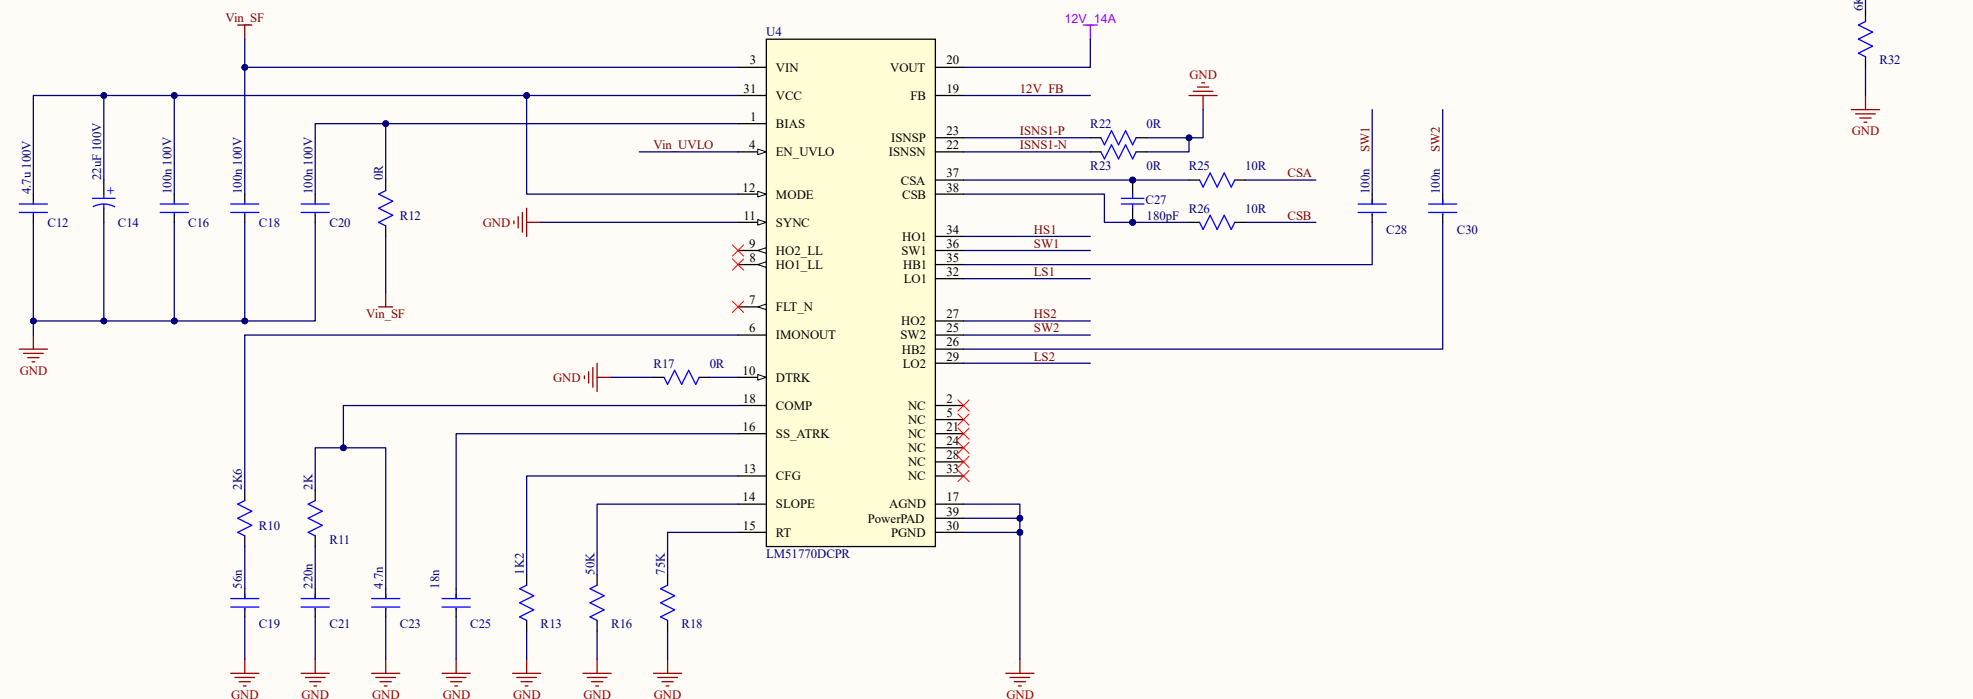 Vin_SF
12V_14A
U4
6K
R32
GND
3 VIN
VOUT 20
31 VCC
FB 19 12V_FB
GND
1 BIAS
Vin_UVLO 4 EN_UVLO
ISNSP 23 ISNS1-P R22 0R
ISNSN 22 ISNS1-N R23 0R
12 MODE
11 SYNC
GND
CSA 37 R25 10R CSA
CSB 38 C27 180pF R26 10R CSB
4.7u 100V
22uF 100V
100n 100V
100n 100V
100n 100V
0R
+
C12
C14
C16
C18
C20
R12
SW1
SW2
100n
100n
C28
C30
9 HO2_LL
8 HO1_LL
HO1 34 HS1
SW1 36 SW1
HB1 35
LO1 32 LS1
7 FLT_N
Vin_SF
6 IMONOUT
HO2 27 HS2
SW2 25 SW2
HB2 26
LO2 29 LS2
GND
GND R17 0R 10 DTRK
18 COMP
16 SS_ATRK
13 CFG
14 SLOPE
15 RT
NC 2
NC 5
NC 21
NC 24
NC 28
NC 33
AGND 17
PowerPAD 39
PGND 30
LM51770DCPR
2K6
R10
2K
R11
56n
C19
220n
C21
4.7n
C23
18n
C25
1K2
R13
50K
R16
75K
R18
GND
GND
GND
GND
GND
GND
GND
GND